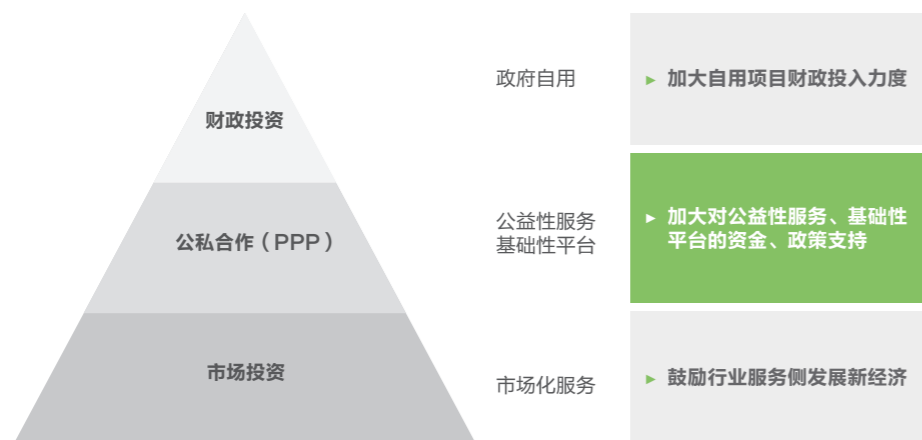 财政投资
政府自用
▸ 加大自用项目财政投入力度
公私合作（PPP）
公益性服务
基础性平台
▸ 加大对公益性服务、基础性
平台的资金、政策支持
市场投资
市场化服务
▸ 鼓励行业服务侧发展新经济